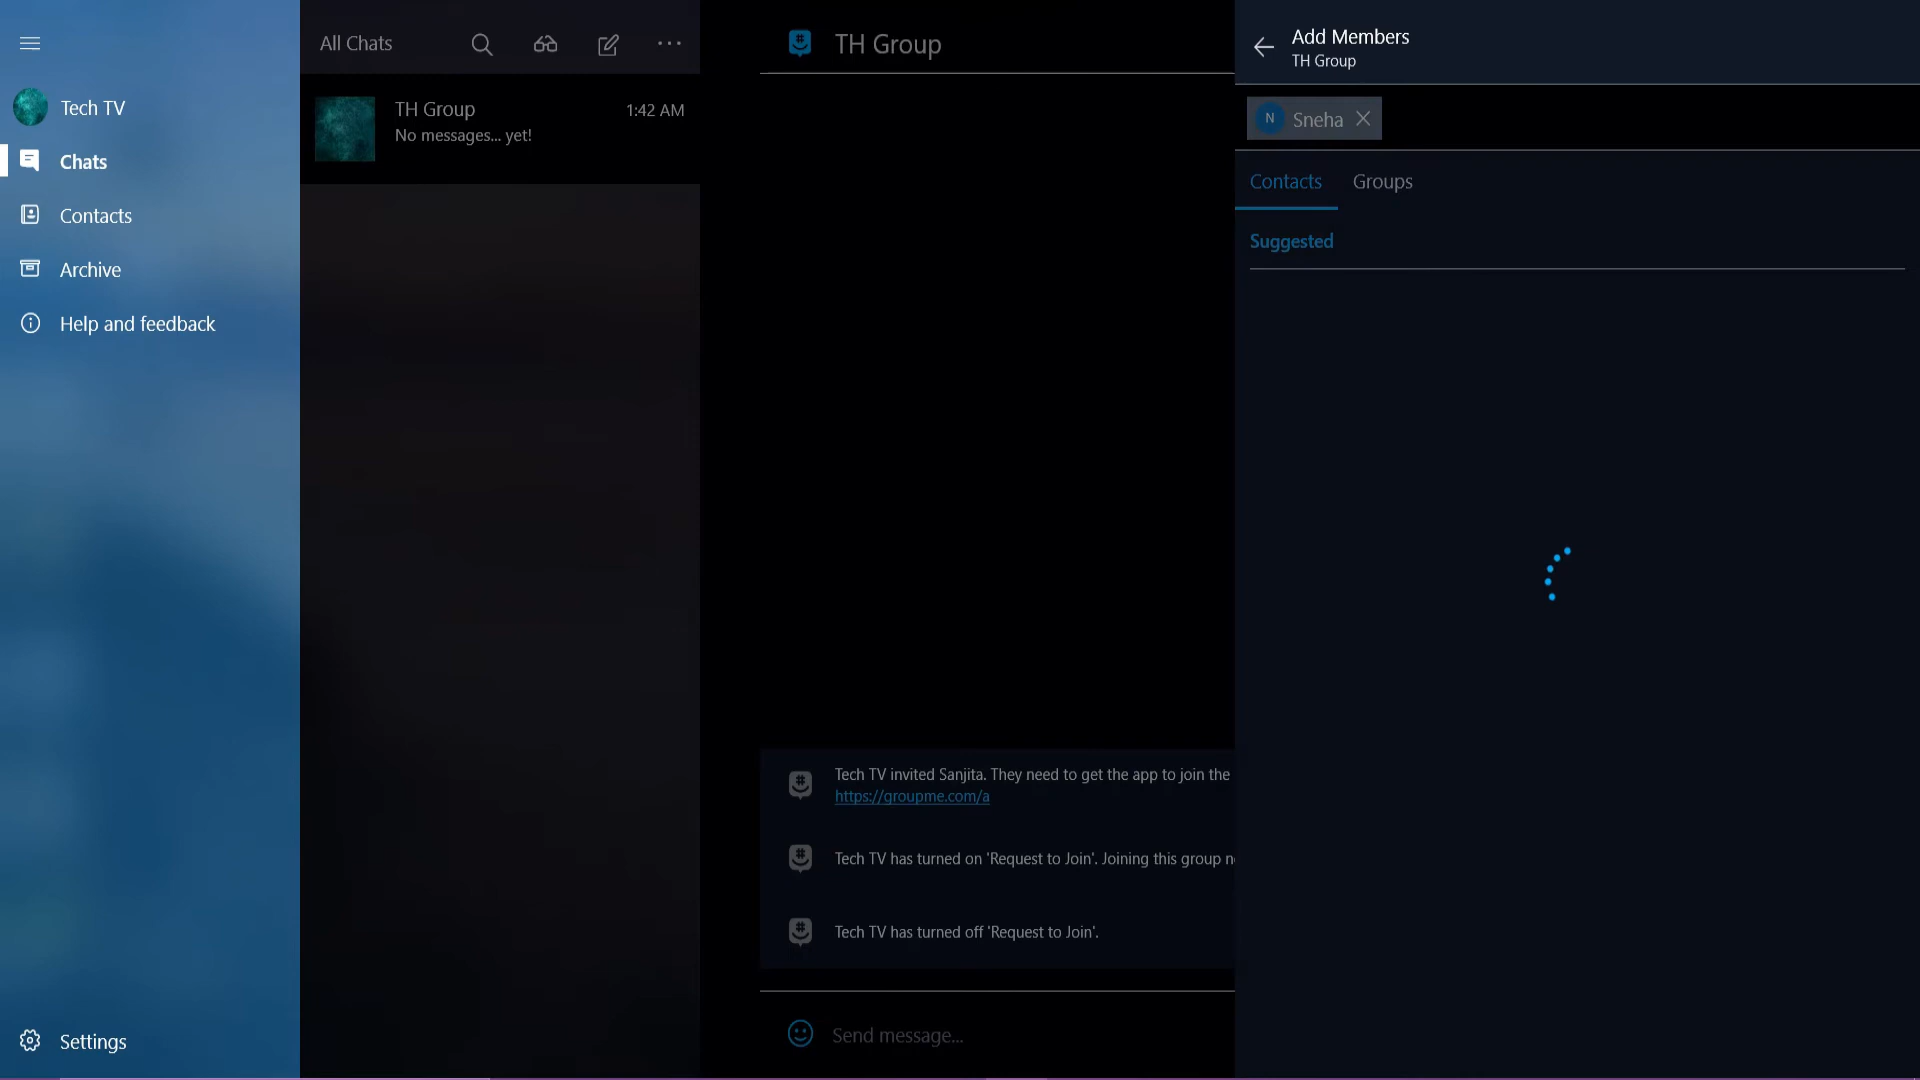 Tech TV
Chats
Contacts
Archive
Help and feedback
Settings
All Chats
TH Group
1:42 AM
No messages... yet!
TH Group
Tech TV invited Sanjita. They need to get the app to join the
https://groupme.com/a
Tech TV has turned on 'Request to Join'. Joining this group n
Tech TV has turned off 'Request to Join'.
Send message...
Add Members
TH Group
N Sneha
Contacts Groups
Suggested